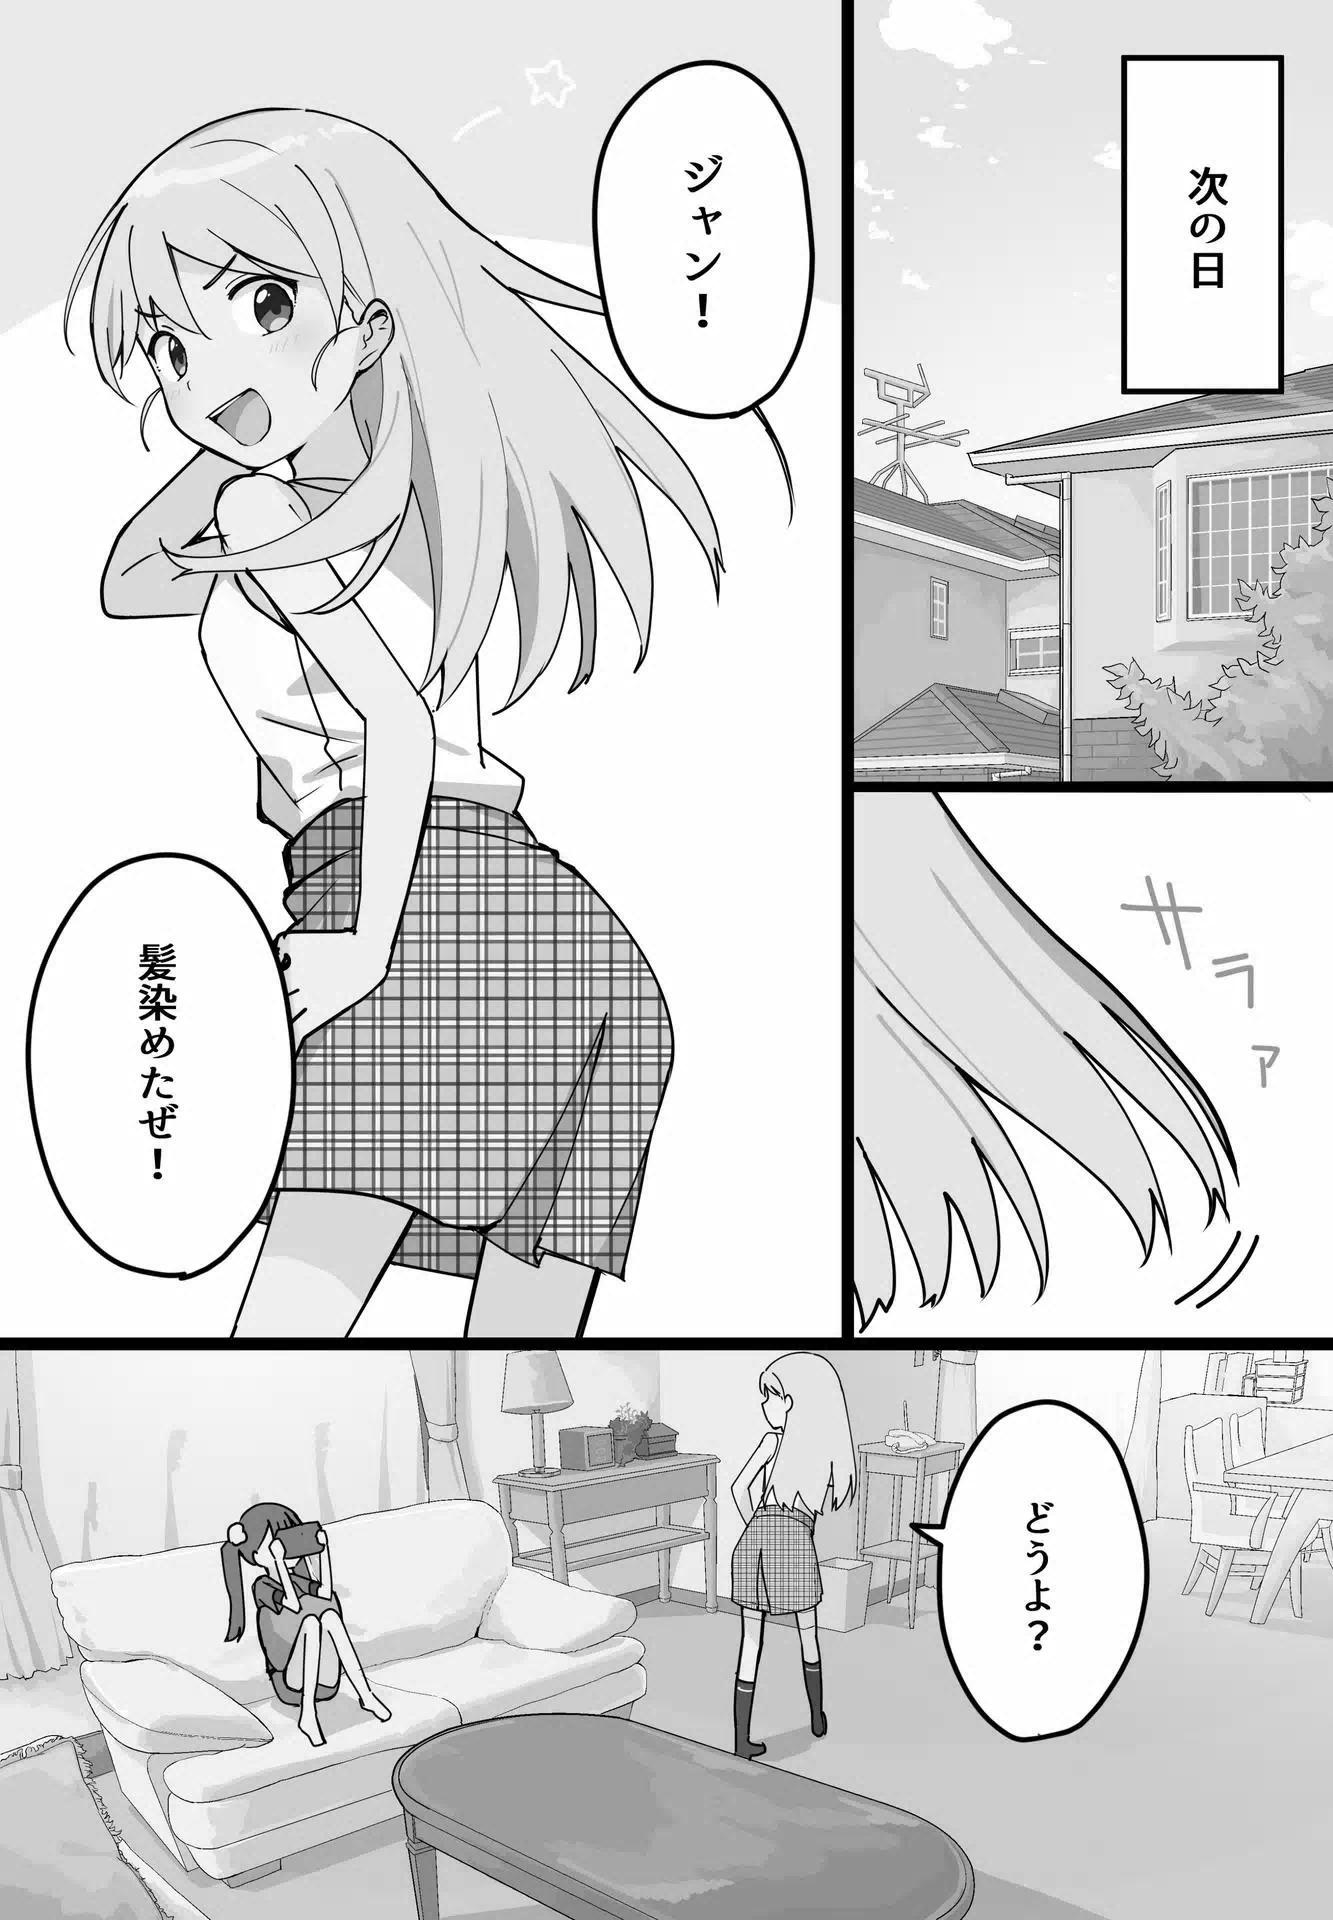 次の日
サラァ
ジャン！
髪染めたぜ！
どうよ？